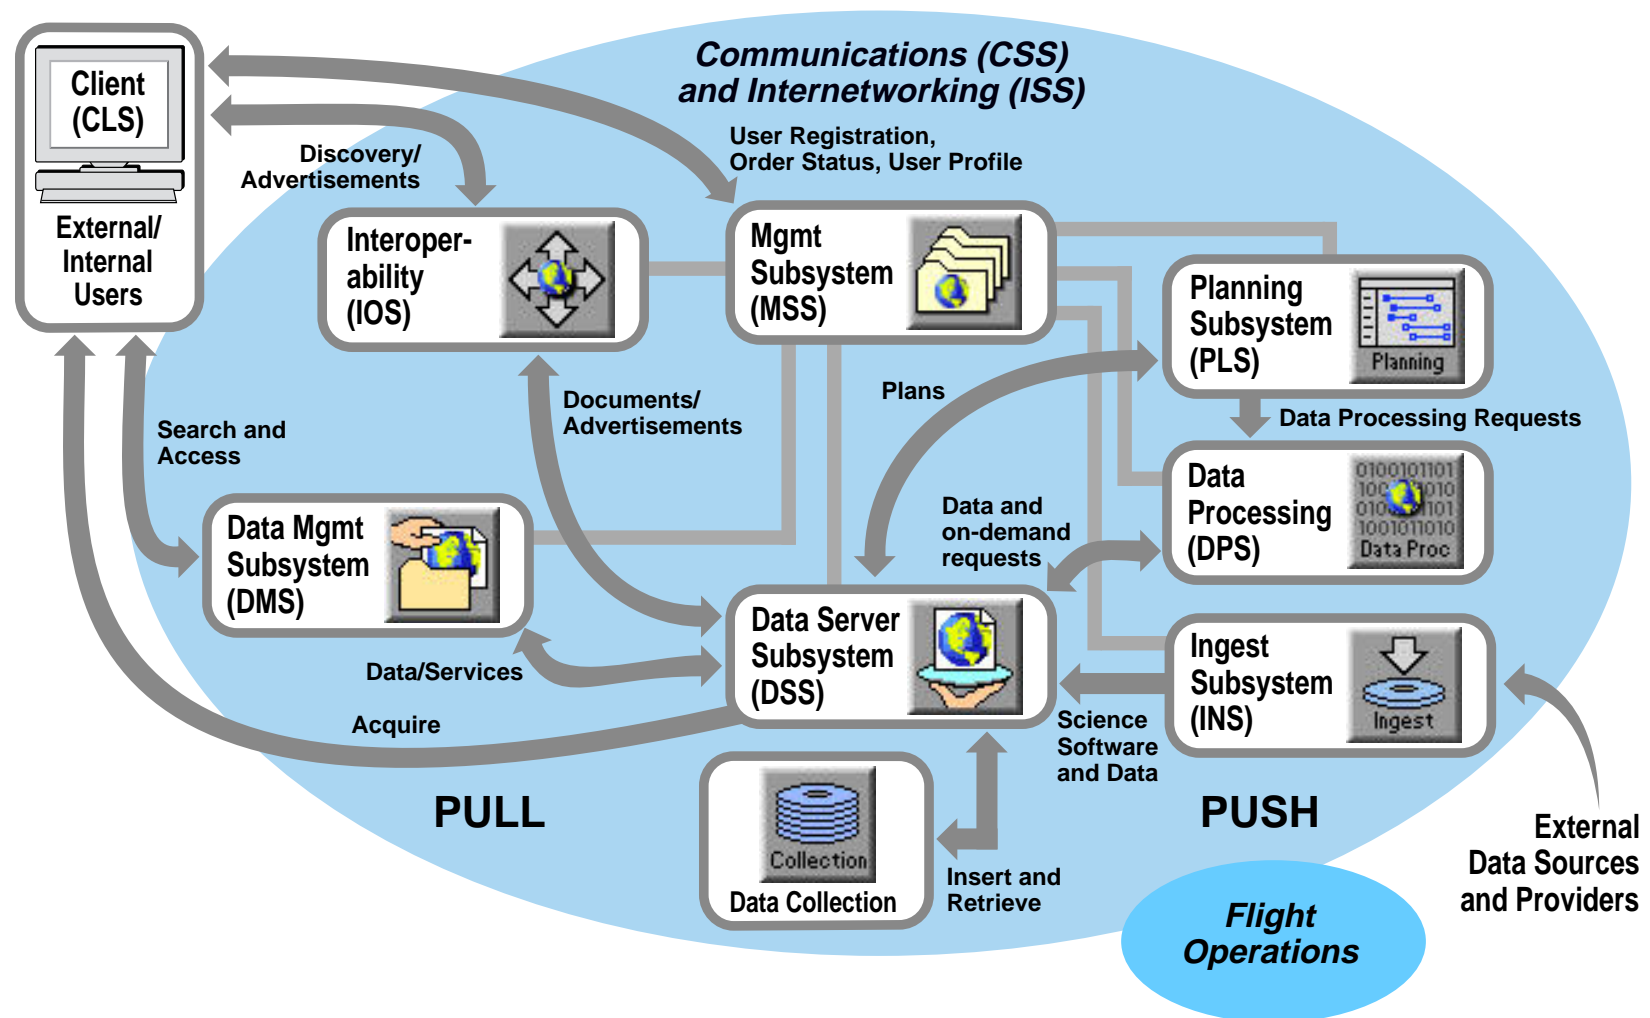 Communications (CSS)
and Internetworking (ISS)
Client
(CLS)
External/
Internal
Users
Discovery/
Advertisements
User Registration,
Order Status, User Profile
Interoper-
ability
(IOS)
Mgmt
Subsystem
(MSS)
Planning
Subsystem
(PLS)
Planning
Plans
Documents/
Advertisements
Search and
Access
Data Processing Requests
Data
Processing
(DPS)
0100101101
Data Proc
1001011010
Data and
on-demand
requests
Data Mgmt
Subsystem
(DMS)
Data Server
Subsystem
(DSS)
Ingest
Subsystem
(INS)
Ingest
Data/Services
Acquire
Science
Software
and Data
PULL
PUSH
Collection
Data Collection
Insert and
Retrieve
External
Data Sources
and Providers
Flight
Operations